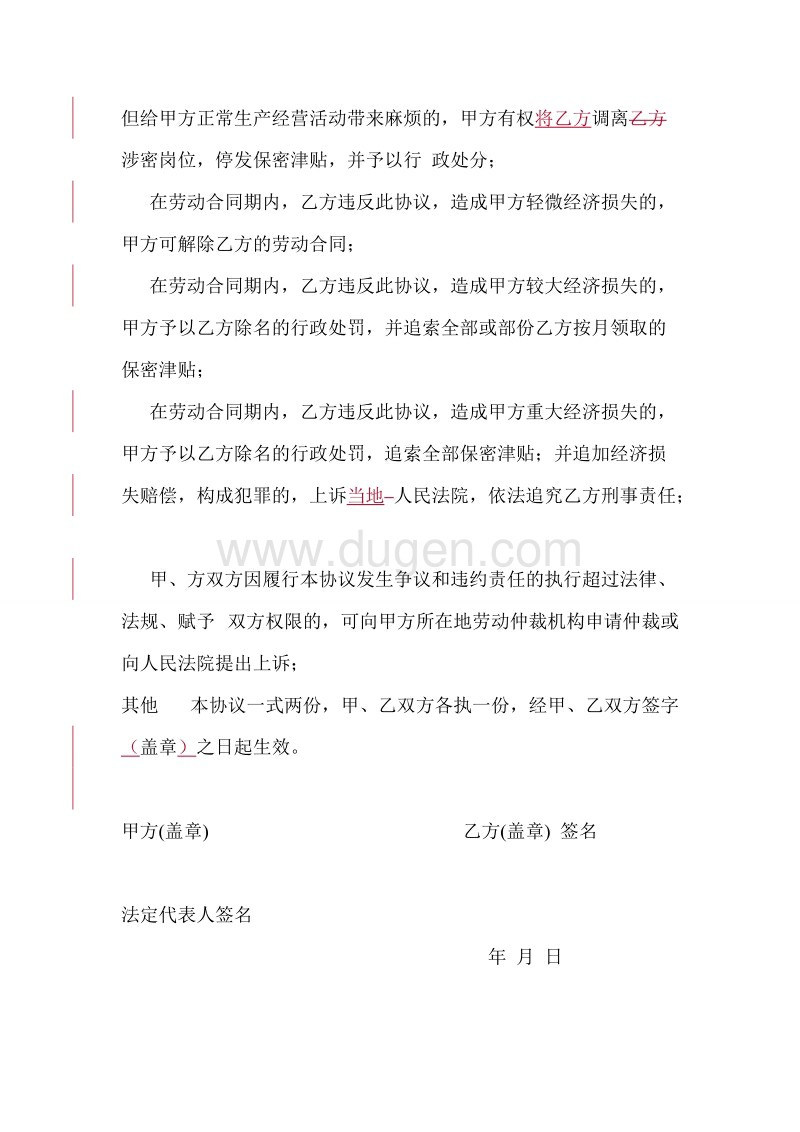 但给甲方正常生产经营活动带来麻烦的，甲方有权将乙方调离乙方
涉密岗位，停发保密津贴，并予以行 政处分；
在劳动合同期内，乙方违反此协议，造成甲方轻微经济损失的，
甲方可解除乙方的劳动合同；
在劳动合同期内，乙方违反此协议，造成甲方较大经济损失的，
甲方予以乙方除名的行政处罚，并追索全部或部份乙方按月领取的
保密津贴；
在劳动合同期内，乙方违反此协议，造成甲方重大经济损失的，
甲方予以乙方除名的行政处罚，追索全部保密津贴；并追加经济损
失赔偿，构成犯罪的，上诉当地 人民法院，依法追究乙方刑事责任；
www.dugen.com
甲、方双方因履行本协议发生争议和违约责任的执行超过法律、
法规、赋予 双方权限的，可向甲方所在地劳动仲裁机构申请仲裁或
向人民法院提出上诉；
其他 本协议一式两份，甲、乙双方各执一份，经甲、乙双方签字
（盖章）之日起生效。
甲方(盖章) 乙方(盖章) 签名
法定代表人签名
年 月 日